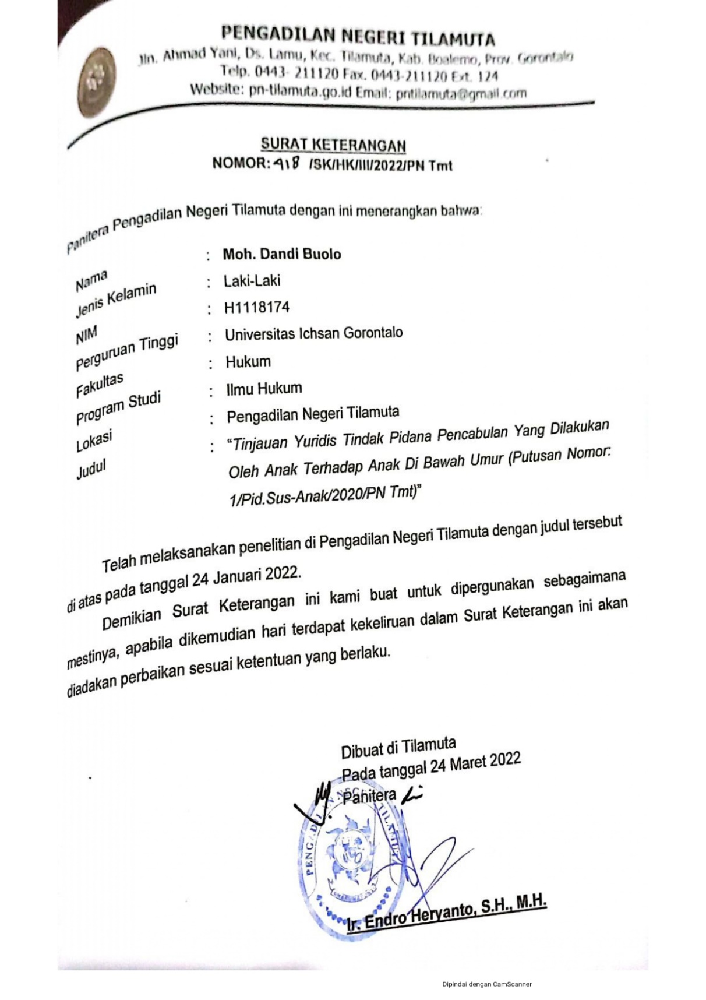 PENGADILAN NEGERI TILAMUTA
Jln. Ahmad Yani, Ds. Lamu, Kec. Tilamuta, Kab. Boalemo, Prov. Gorontalo
Telp. 0443- 211120 Fax. 0443-211120 Ext. 124
Website: pn-tilamuta.go.id Email: pntilamuta@gmail.com
SURAT KETERANGAN
NOMOR: 918 /SK/HK/III/2022/PN Tmt
Panitera Pengadilan Negeri Tilamuta dengan ini menerangkan bahwa:
Nama : Moh. Dandi Buolo
Jenis Kelamin : Laki-Laki
NIM : H1118174
Perguruan Tinggi : Universitas Ichsan Gorontalo
Fakultas : Hukum
Program Studi : Ilmu Hukum
Lokasi : Pengadilan Negeri Tilamuta
Judul : “Tinjauan Yuridis Tindak Pidana Pencabulan Yang Dilakukan
Oleh Anak Terhadap Anak Di Bawah Umur (Putusan Nomor:
1/Pid.Sus-Anak/2020/PN Tmt)”
Telah melaksanakan penelitian di Pengadilan Negeri Tilamuta dengan judul tersebut
di atas pada tanggal 24 Januari 2022.
Demikian Surat Keterangan ini kami buat untuk dipergunakan sebagaimana
mestinya, apabila dikemudian hari terdapat kekeliruan dalam Surat Keterangan ini akan
diadakan perbaikan sesuai ketentuan yang berlaku.
Dibuat di Tilamuta
Pada tanggal 24 Maret 2022
Panitera
PENGADILAN NEGERI TILAMUTA
Ir. Endro Heryanto, S.H., M.H.
Dipindai dengan CamScanner